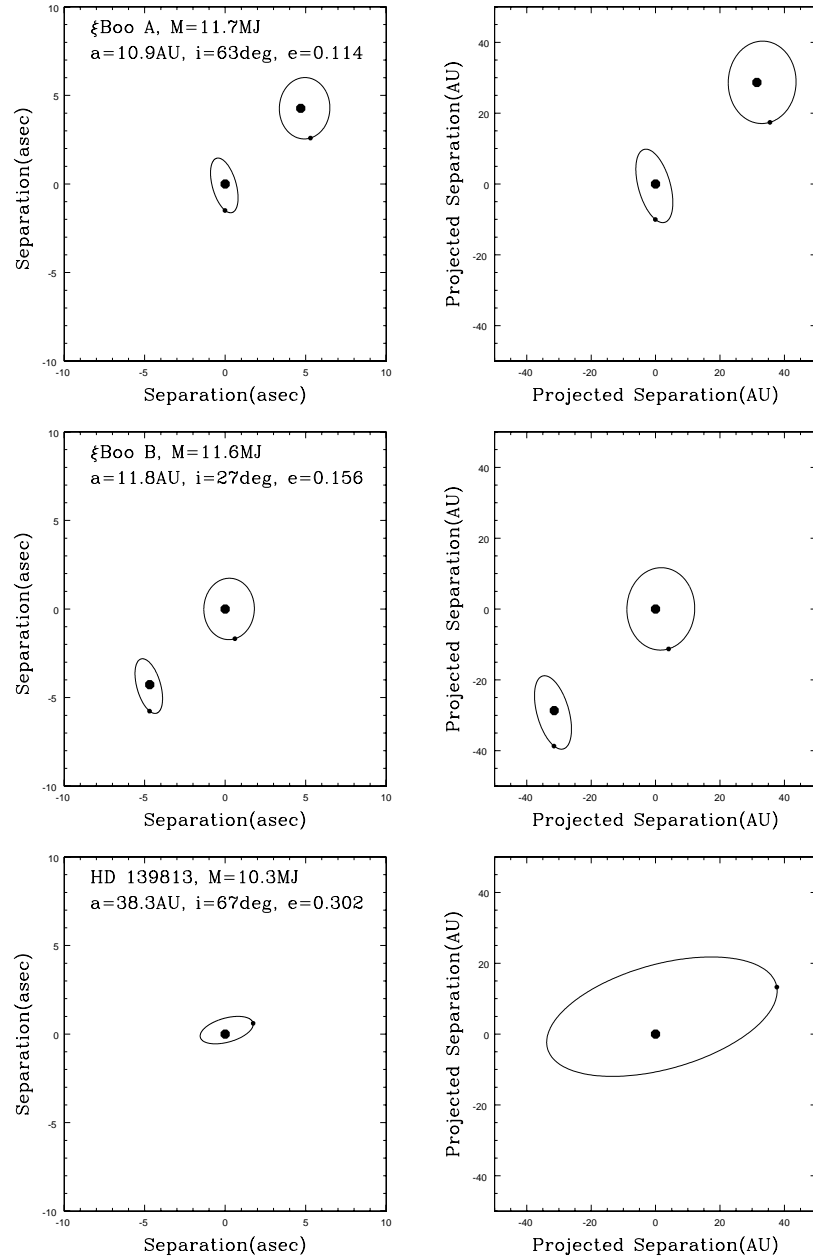 ξBoo A, M=11.7MJ
a=10.9AU, i=63deg, e=0.114
Separation(asec)
10
5
0
-5
-10
-10 -5 0 5 10
Separation(asec)
Projected Separation(AU)
40
20
0
-20
-40
-40 -20 0 20 40
Projected Separation(AU)
ξBoo B, M=11.6MJ
a=11.8AU, i=27deg, e=0.156
Separation(asec)
10
5
0
-5
-10
-10 -5 0 5 10
Separation(asec)
Projected Separation(AU)
40
20
0
-20
-40
-40 -20 0 20 40
Projected Separation(AU)
HD 139813, M=10.3MJ
a=38.3AU, i=67deg, e=0.302
Separation(asec)
10
5
0
-5
-10
-10 -5 0 5 10
Separation(asec)
Projected Separation(AU)
40
20
0
-20
-40
-40 -20 0 20 40
Projected Separation(AU)